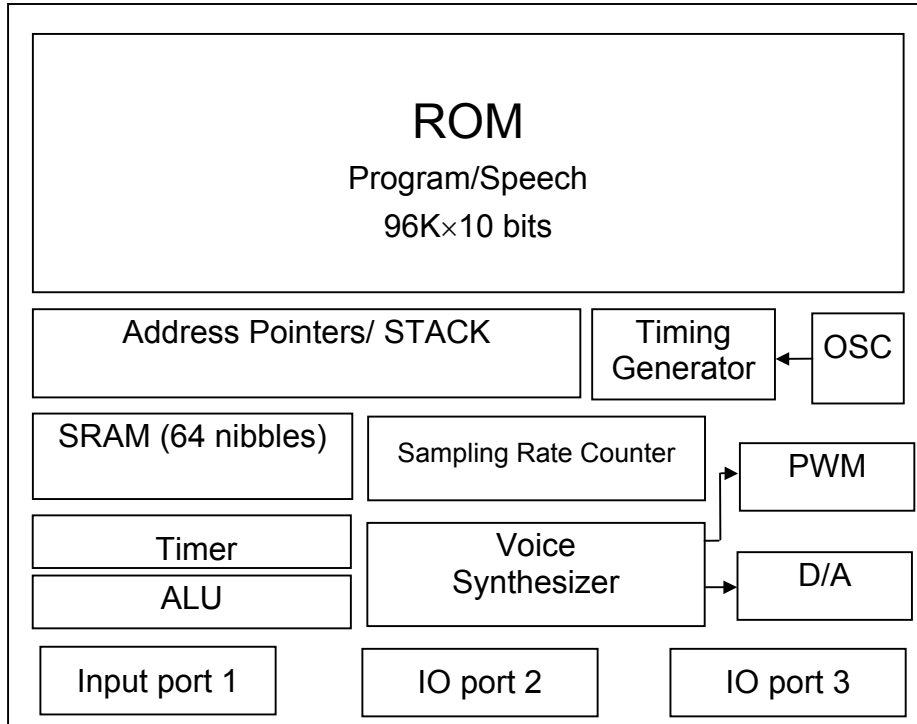 ROM
Program/Speech
96K×10 bits
Address Pointers/ STACK
Timing
Generator
OSC
SRAM (64 nibbles)
Sampling Rate Counter
PWM
Timer
Voice
Synthesizer
D/A
ALU
Input port 1
IO port 2
IO port 3